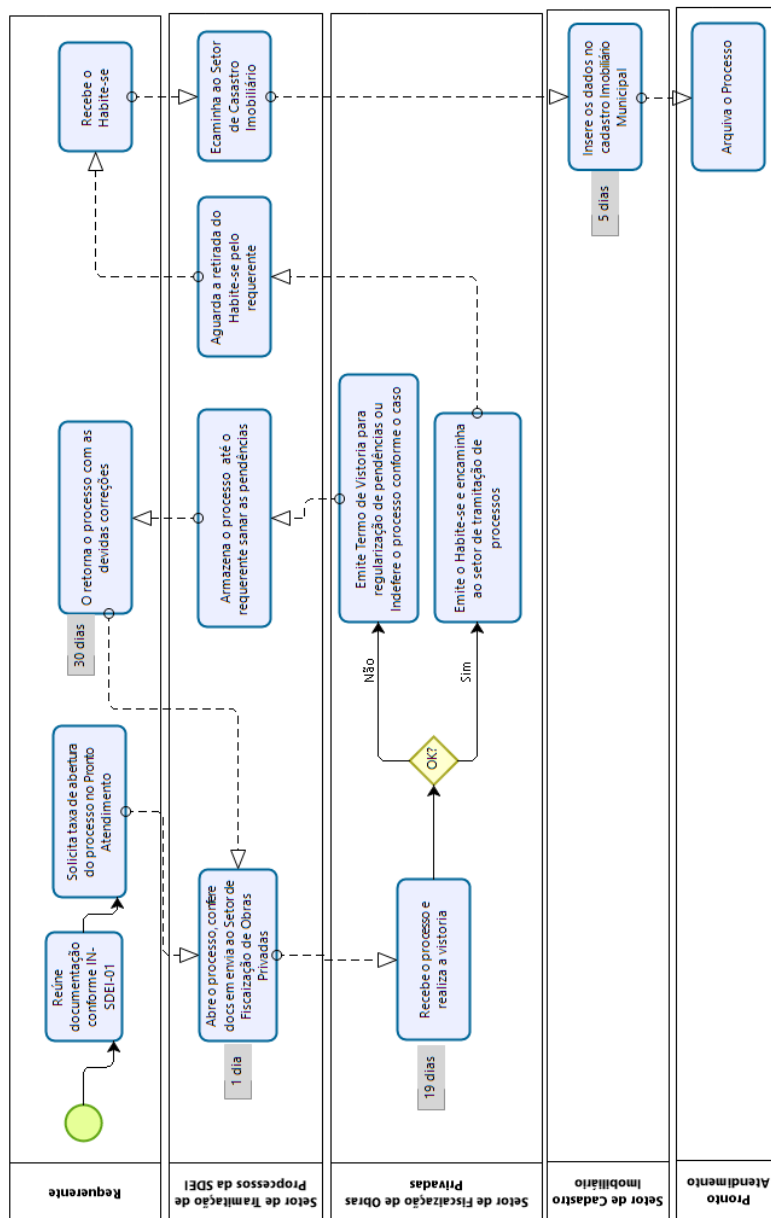 Requerente
Reúne
documentação
conforme IN-
SDEI-01
Solicita taxa de abertura
do processo no Pronto
Atendimento
30 dias
O retorna o processo com as
devidas correções
Recebe o
Habite-se
Setor de Tramitação de
Propcessos da SDEI
1 dia
Abre o processo, confere
docs em envia ao Setor de
Fiscaização de Obras
Privadas
Armazena o processo até o
requerente sanar as pendências
Aguarda a retirada do
Habite-se pelo
requerente
Ecaminha ao Setor
de Casastro
Imobiliário
Setor de Fiscalização de Obras
Privadas
19 dias
Recebe o processo e
realiza a vistoria
OK?
Não
Sim
Emite Termo de Vistoria para
regularização de pendências ou
Indefere o processo conforme o caso
Emite o Habite-se e encaminha
ao setor de tramitação de
processos
Setor de Cadastro
Imobiliário
5 dias
Insere os dados no
cadastro Imobiliário
Municipal
Pronto
Atendimento
Arquiva o Processo